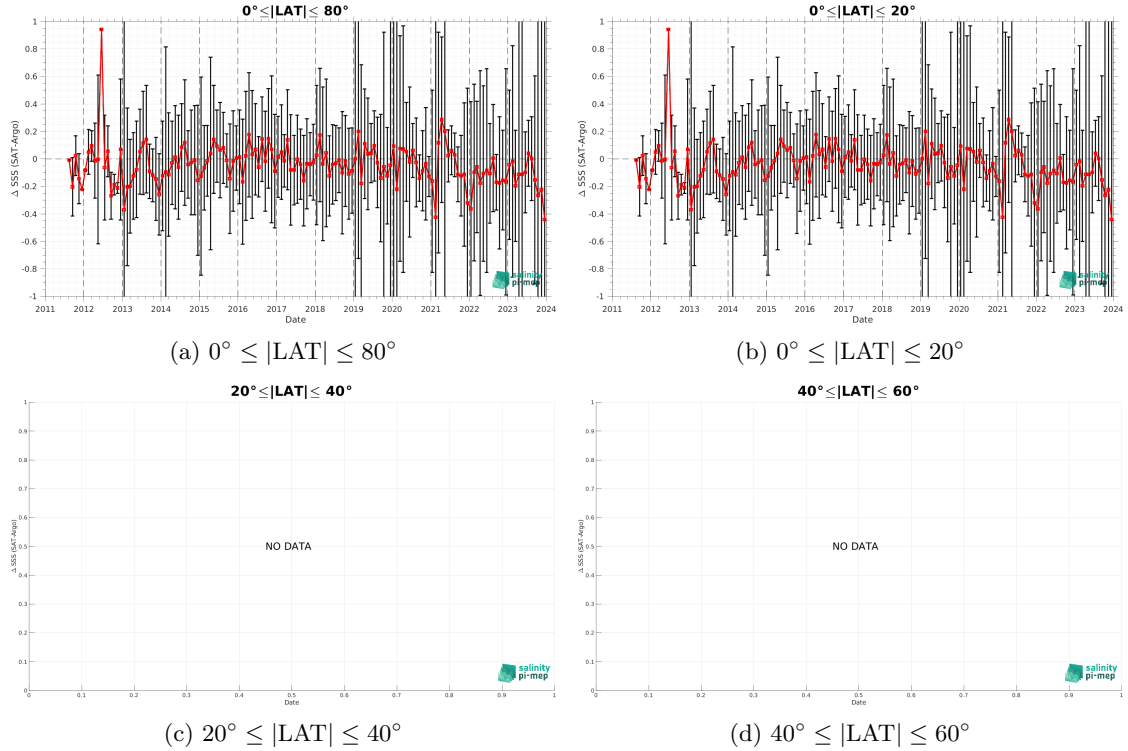 0°≤|LAT|≤ 80°
Δ SSS (SAT-Argo)
1
0.8
0.6
0.4
0.2
0
-0.2
-0.4
-0.6
-0.8
-1
2011 2012 2013 2014 2015 2016 2017 2018 2019 2020 2021 2022 2023 2024
Date
salinity
pi-mep
(a) 0° ≤ |LAT| ≤ 80°
0°≤|LAT|≤ 20°
Δ SSS (SAT-Argo)
1
0.8
0.6
0.4
0.2
0
-0.2
-0.4
-0.6
-0.8
-1
2011 2012 2013 2014 2015 2016 2017 2018 2019 2020 2021 2022 2023 2024
Date
salinity
pi-mep
(b) 0° ≤ |LAT| ≤ 20°
20°≤|LAT|≤ 40°
Δ SSS (SAT-Argo)
1
0.9
0.8
0.7
0.6
0.5
0.4
0.3
0.2
0.1
0
NO DATA
0 0.1 0.2 0.3 0.4 0.5 0.6 0.7 0.8 0.9 1
Date
salinity
pi-mep
(c) 20° ≤ |LAT| ≤ 40°
40°≤|LAT|≤ 60°
Δ SSS (SAT-Argo)
1
0.9
0.8
0.7
0.6
0.5
0.4
0.3
0.2
0.1
0
NO DATA
0 0.1 0.2 0.3 0.4 0.5 0.6 0.7 0.8 0.9 1
Date
salinity
pi-mep
(d) 40° ≤ |LAT| ≤ 60°